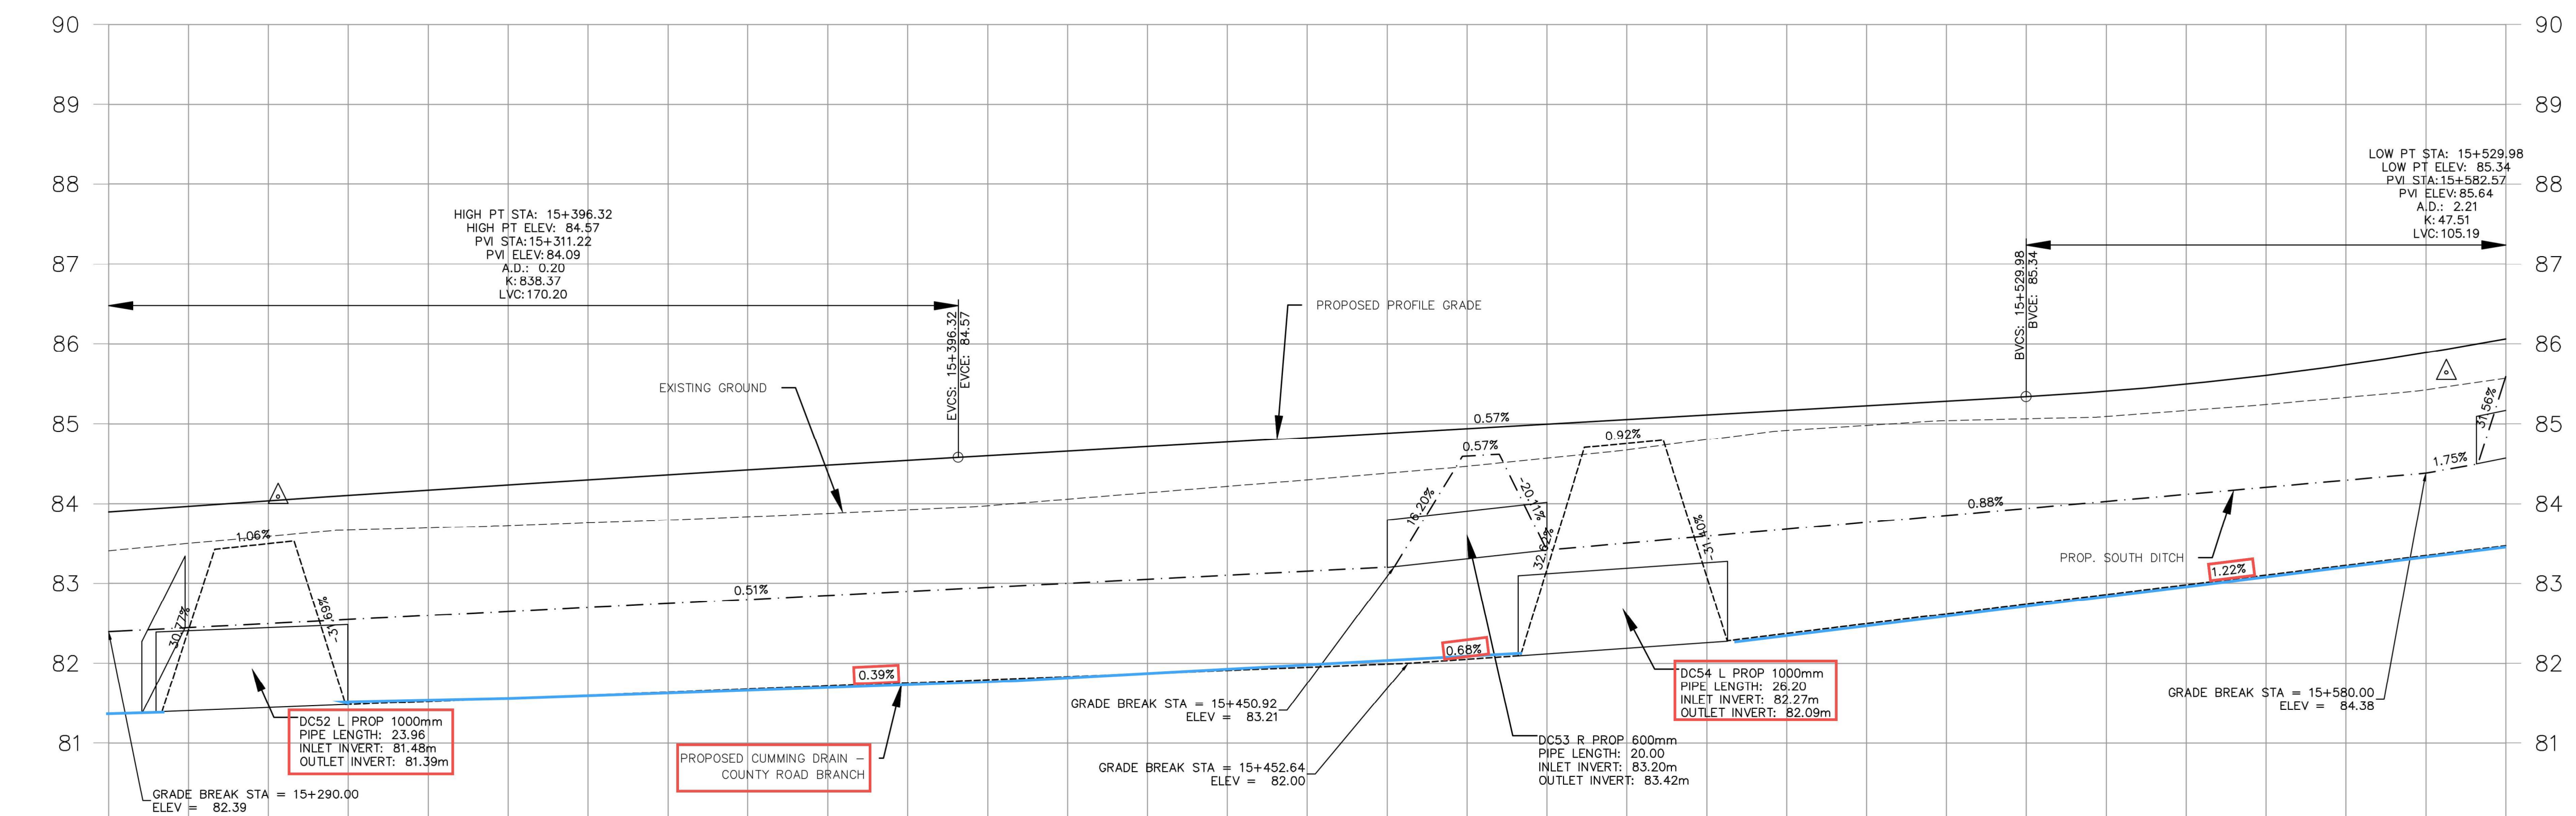 90
90
89
89
88
88
87
87
86
86
85
85
84
84
83
83
82
82
81
81
HIGH PT STA: 15+396.32
HIGH PT ELEV: 84.57
PVI STA:15+311.22
PVI ELEV:84.09
A.D.: 0.20
K:838.37
LVC:170.20
LOW PT STA: 15+529.98
LOW PT ELEV: 85.34
PVI STA:15+582.57
PVI ELEV:85.64
A.D.: 2.21
K:47.51
LVC:105.19
EVCS: 15+396.32
EVCE: 84.57
BVCS: 15+529.98
BVCE: 85.34
PROPOSED PROFILE GRADE
EXISTING GROUND
0.57%
0.57%
0.92%
16.20%
-20.11%
32.62%
-31.40%
31.56%
1.75%
0.88%
PROP. SOUTH DITCH
1.22%
1.06%
30.77%
-31.69%
0.51%
0.39%
0.68%
DC52 L PROP 1000mm
PIPE LENGTH: 23.96
INLET INVERT: 81.48m
OUTLET INVERT: 81.39m
PROPOSED CUMMING DRAIN –
COUNTY ROAD BRANCH
GRADE BREAK STA = 15+290.00
ELEV = 82.39
GRADE BREAK STA = 15+450.92
ELEV = 83.21
GRADE BREAK STA = 15+452.64
ELEV = 82.00
DC53 R PROP 600mm
PIPE LENGTH: 20.00
INLET INVERT: 83.20m
OUTLET INVERT: 83.42m
DC54 L PROP 1000mm
PIPE LENGTH: 26.20
INLET INVERT: 82.27m
OUTLET INVERT: 82.09m
GRADE BREAK STA = 15+580.00
ELEV = 84.38